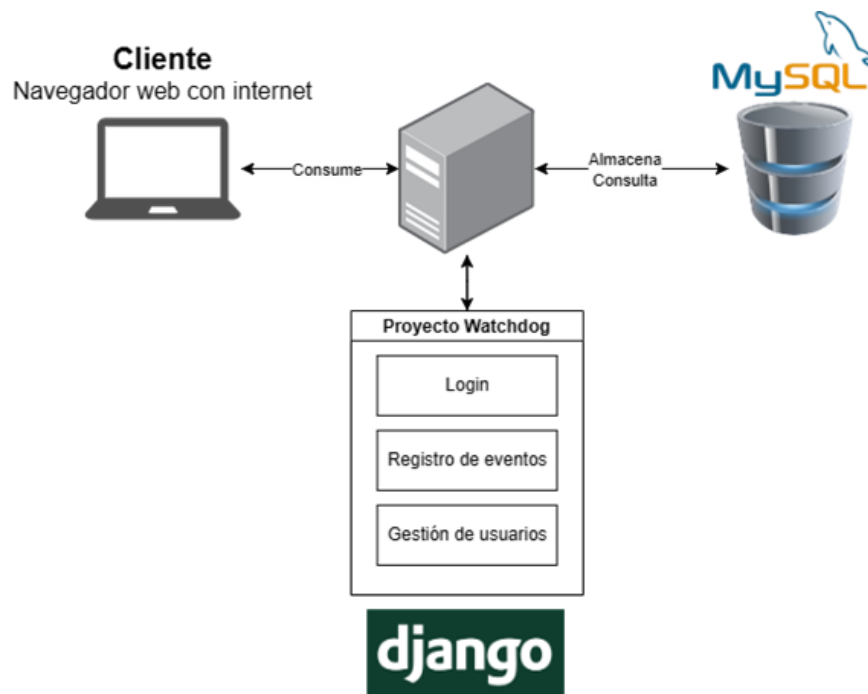 Cliente
Navegador web con internet
MySQL
Consume
Almacena
Consulta
Proyecto Watchdog
Login
Registro de eventos
Gestión de usuarios
django